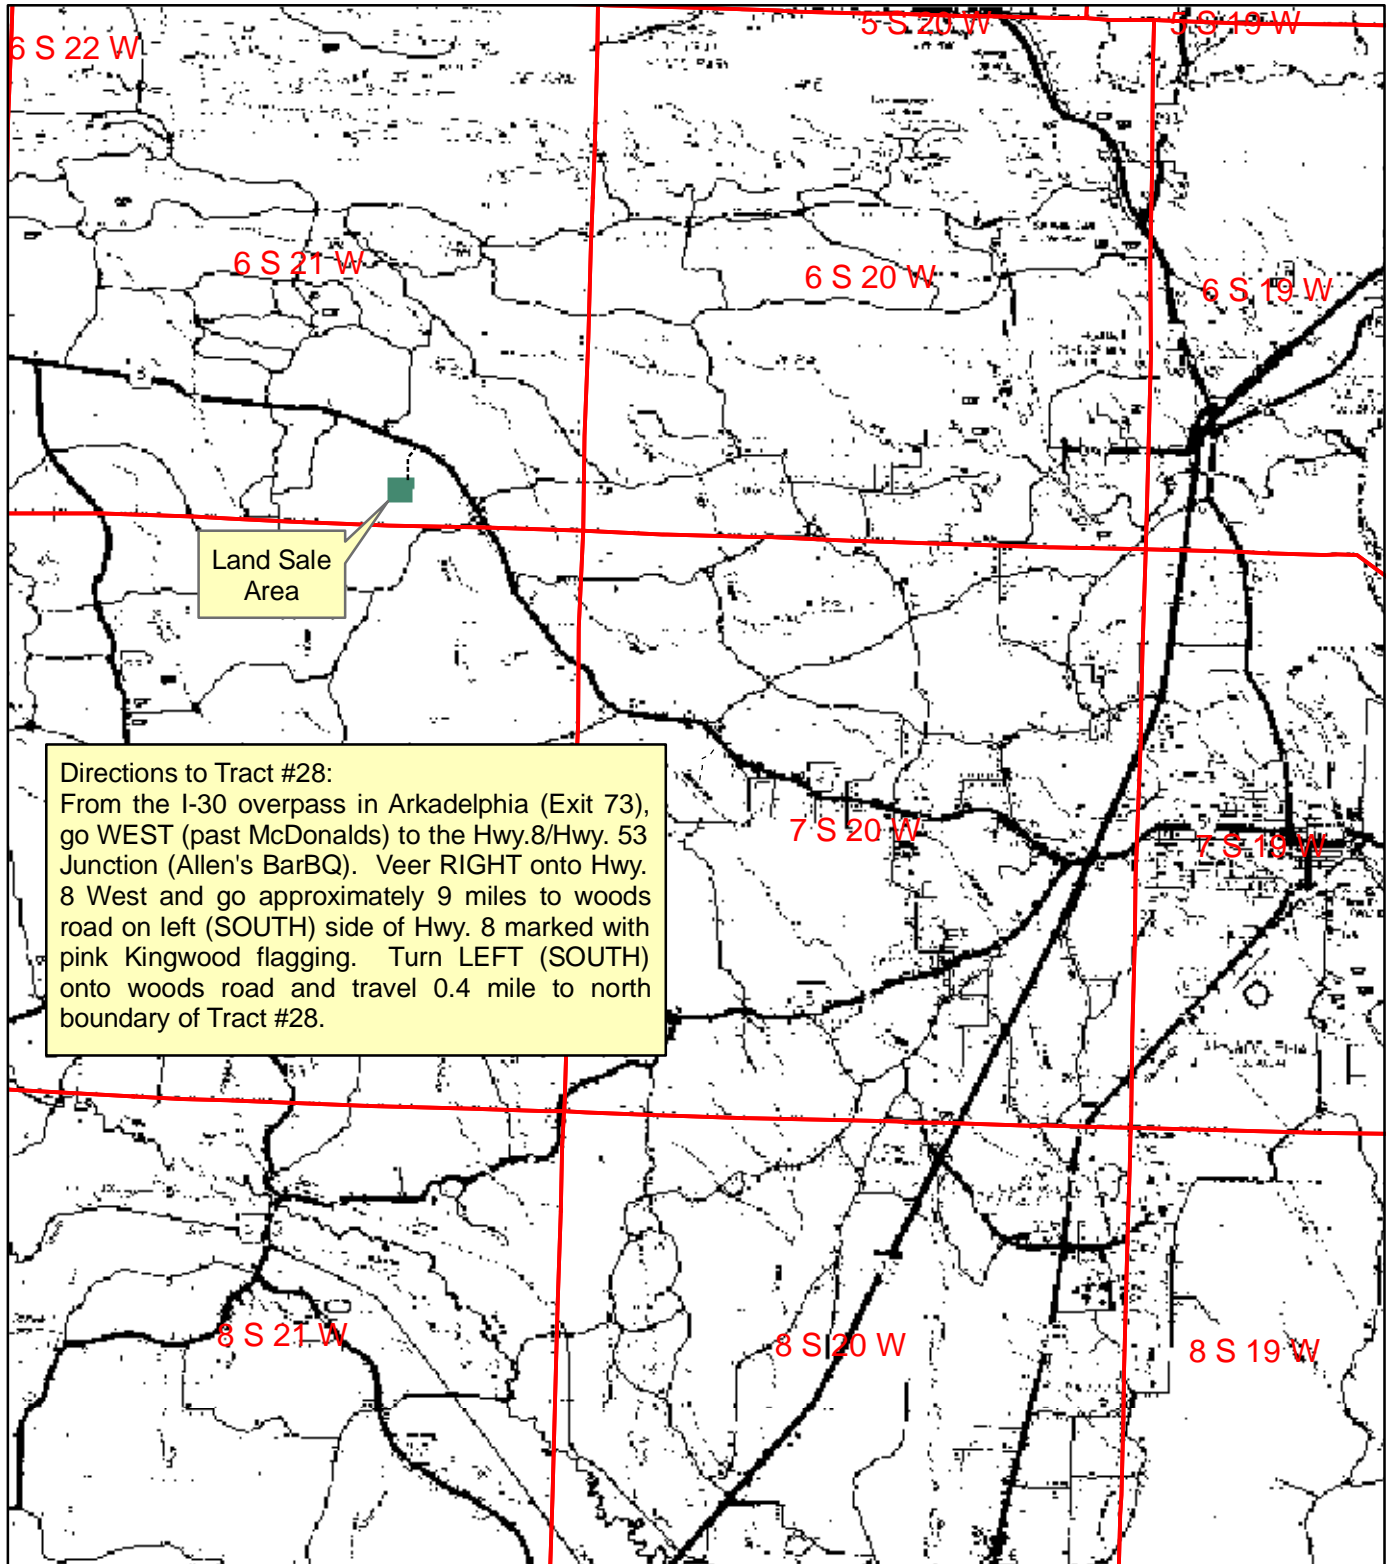 5 S 20 W
5 S 19 W
6 S 22 W
6 S 21 W
6 S 20 W
6 S 19 W
Land Sale
Area
Directions to Tract #28:
From the I-30 overpass in Arkadelphia (Exit 73),
go WEST (past McDonalds) to the Hwy.8/Hwy. 53
Junction (Allen's BarBQ). Veer RIGHT onto Hwy.
8 West and go approximately 9 miles to woods
road on left (SOUTH) side of Hwy. 8 marked with
pink Kingwood flagging. Turn LEFT (SOUTH)
onto woods road and travel 0.4 mile to north
boundary of Tract #28.
7 S 20 W
7 S 19 W
8 S 21 W
8 S 20 W
8 S 19 W